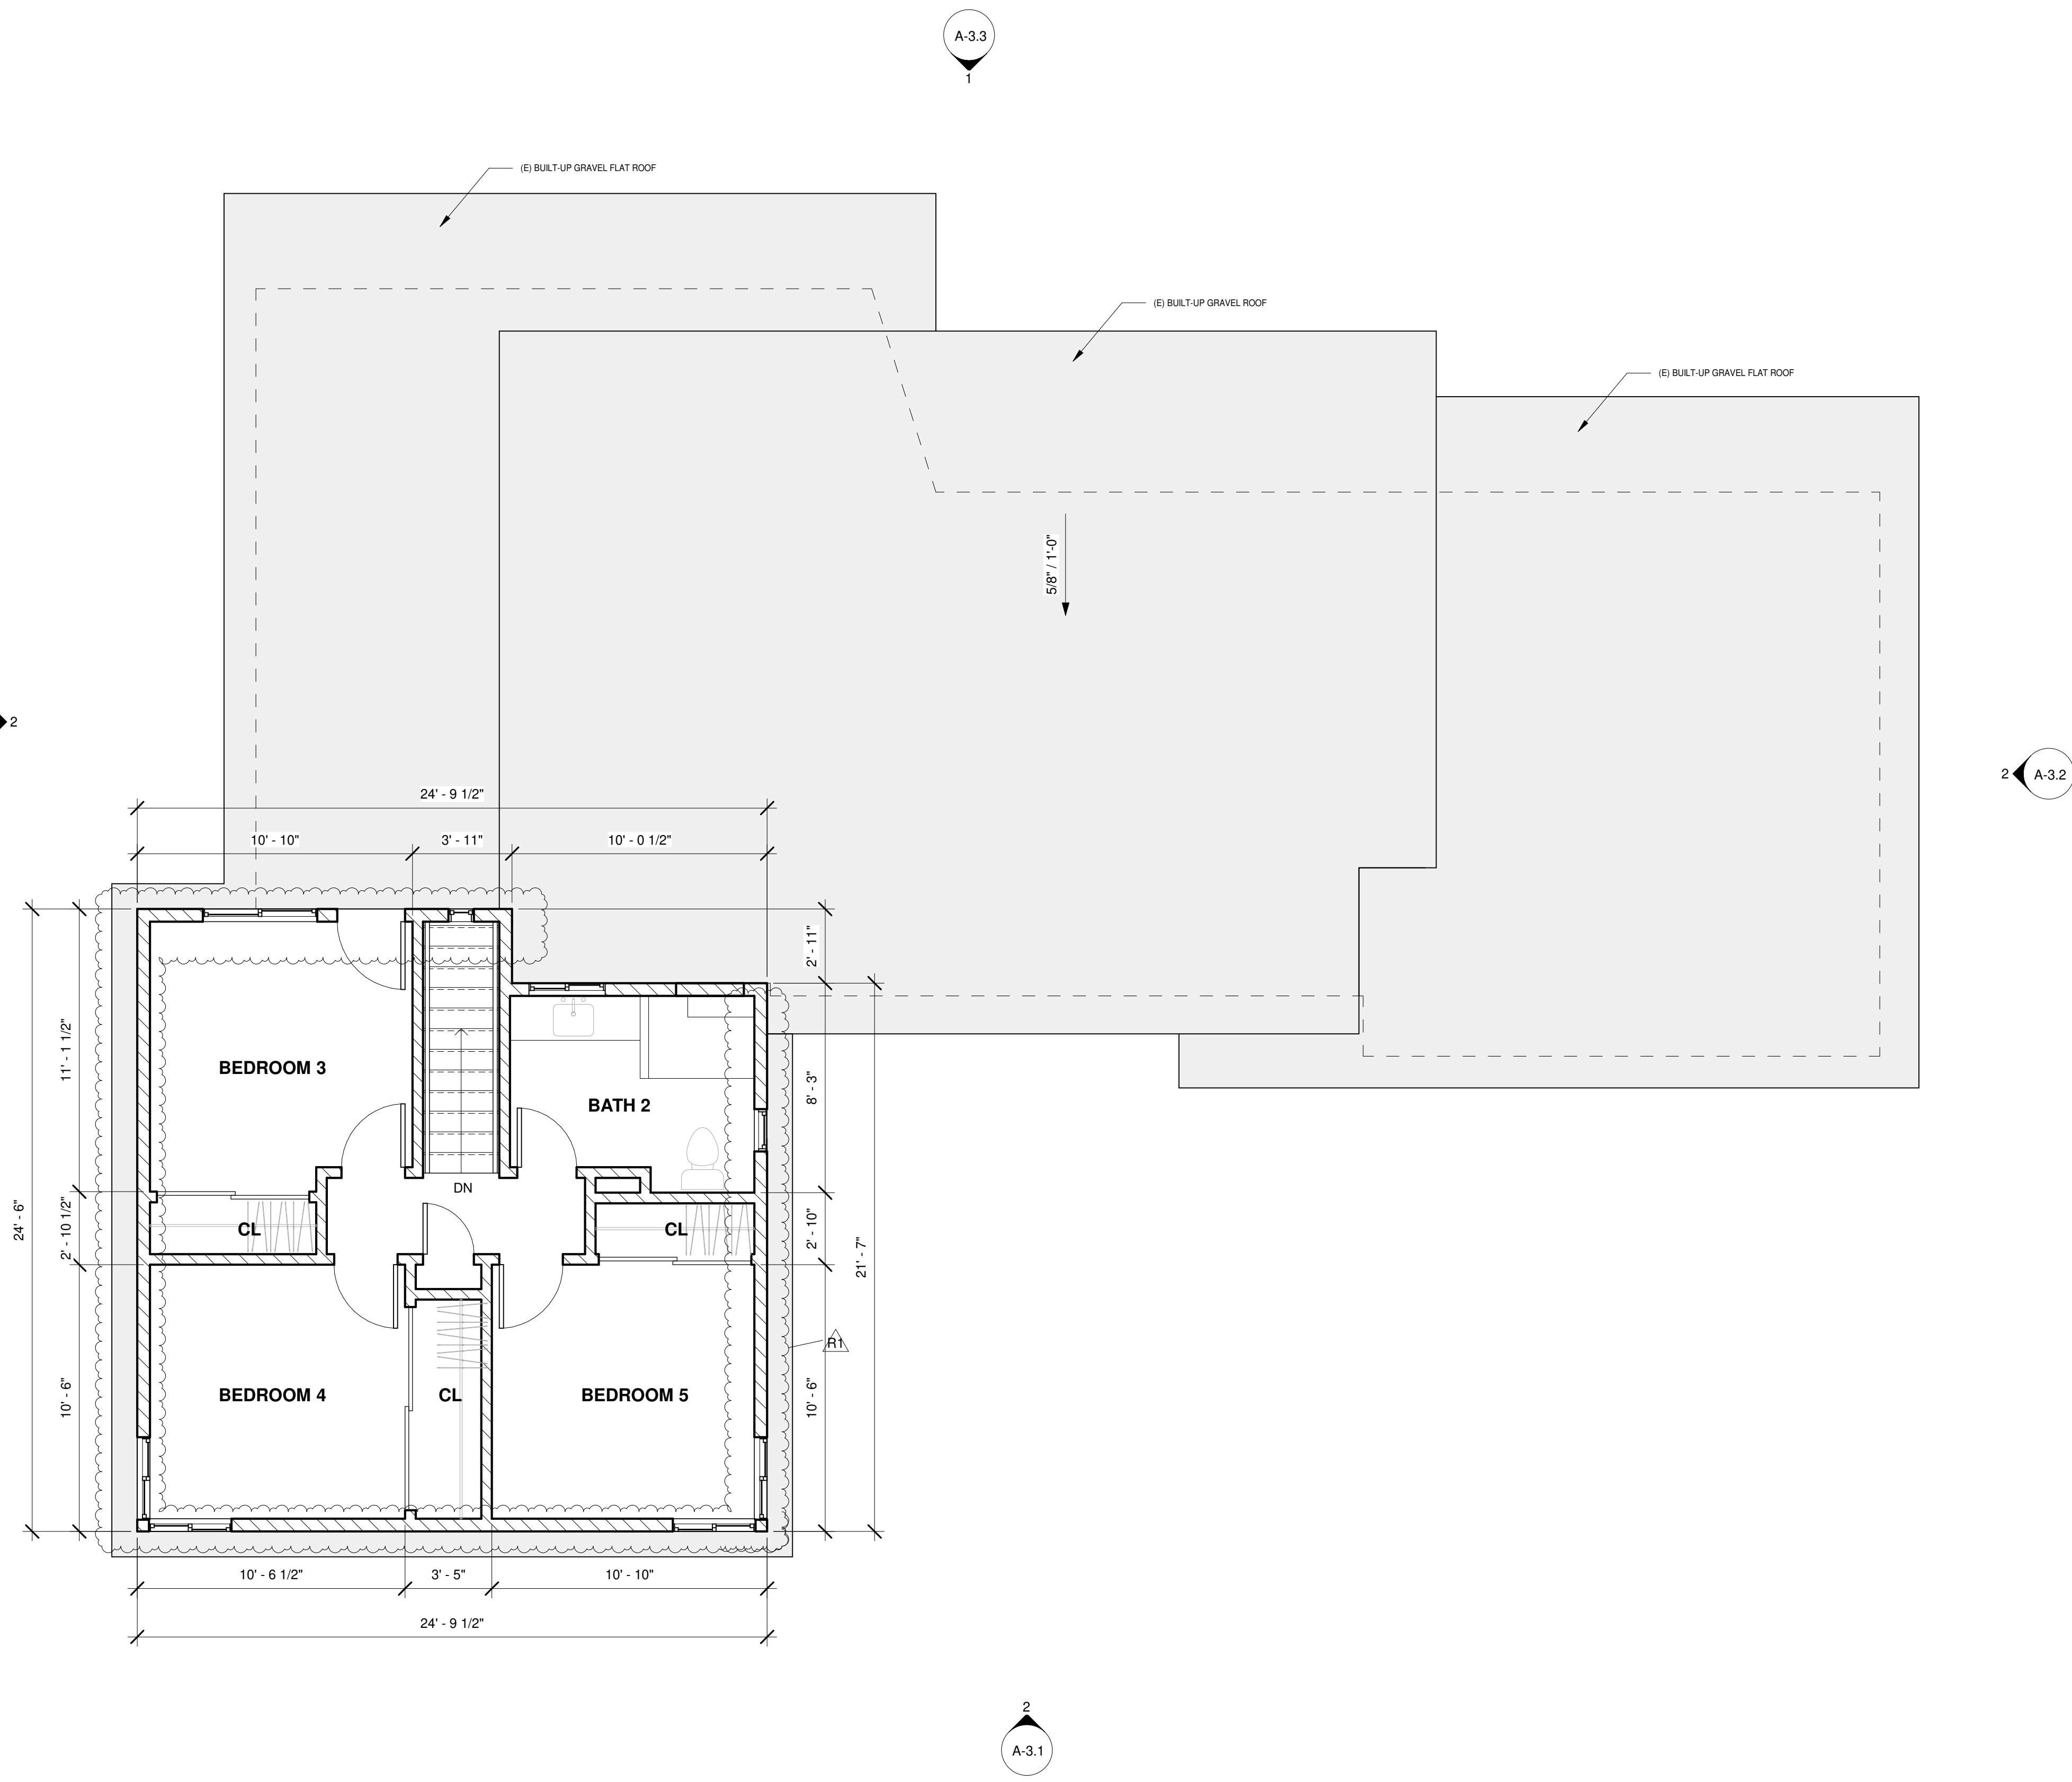 A-3.3
1
(E) BUILT-UP GRAVEL FLAT ROOF
(E) BUILT-UP GRAVEL ROOF
(E) BUILT-UP GRAVEL FLAT ROOF
5/8" / 1'-0"
2
2
A-3.2
24' - 9 1/2"
10' - 10"
3' - 11"
10' - 0 1/2"
2' - 11"
11' - 1 1/2"
BEDROOM 3
BATH 2
8' - 3"
DN
24' - 6"
2' - 10 1/2"
CL
CL
2' - 10"
21' - 7"
R1
10' - 6"
BEDROOM 4
CL
BEDROOM 5
10' - 6"
10' - 6 1/2"
3' - 5"
10' - 10"
24' - 9 1/2"
2
A-3.1